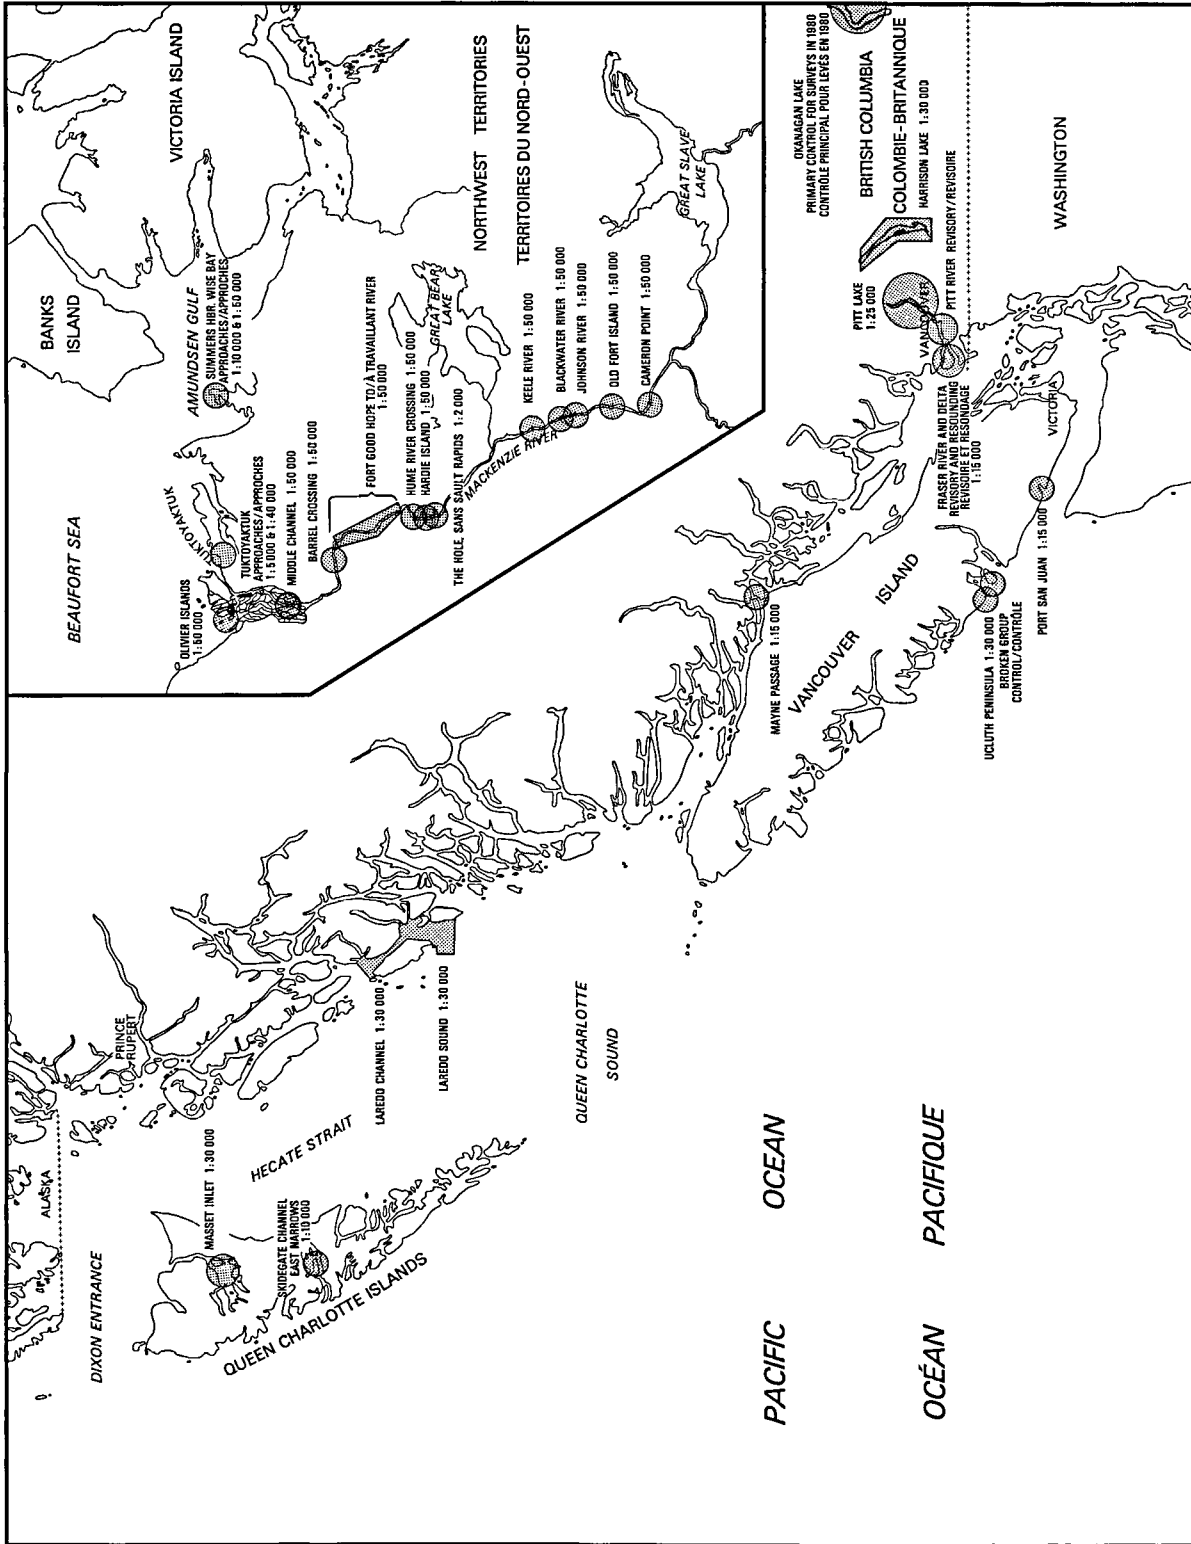 BEAUFORT SEA
BANKS
ISLAND
VICTORIA ISLAND
AMUNDSEN GULF
SUMMERS HBR. WISE BAY
APPROACHES/APPROCHES
1:10 000 & 1:50 000
TUKTOYAKTUK
OLIVIER ISLANDS
1:50 000
TUKTOYAKTUK
APPROACHES/APPROCHES
1:5 000 & 1:40 000
MIDDLE CHANNEL 1:50 000
BARREL CROSSING 1:50 000
FORT GOOD HOPE TO/À TRAVAILLANT RIVER
1:50 000
HUME RIVER CROSSING 1:50 000
HARDIE ISLAND 1:50 000
THE HOLE, SANS SAULT RAPIDS 1:2 000
GREAT BEAR
LAKE
NORTHWEST TERRITORIES
TERRITOIRES DU NORD-OUEST
MACKENZIE RIVER
KEELE RIVER 1:50 000
BLACKWATER RIVER 1:50 000
JOHNSON RIVER 1:50 000
OLD FORT ISLAND 1:50 000
CAMERON POINT 1:50 000
GREAT SLAVE
LAKE
ALASKA
DIXON ENTRANCE
PRINCE
RUPERT
MASSET INLET 1:30 000
HECATE STRAIT
SKIDEGATE CHANNEL
EAST NARROWS
1:10 000
QUEEN CHARLOTTE ISLANDS
LAREDO CHANNEL 1:30 000
LAREDO SOUND 1:30 000
QUEEN CHARLOTTE
SOUND
MAYNE PASSAGE 1:15 000
VANCOUVER
ISLAND
OKANAGAN LAKE
PRIMARY CONTROL FOR SURVEYS IN 1980
CONTRÔLE PRINCIPAL POUR LEVÉS EN 1980
BRITISH COLUMBIA
COLOMBIE-BRITANNIQUE
HARRISON LAKE 1:30 000
PITT LAKE
1:25 000
VANCOUVER
PITT RIVER REVISORY/REVISOIRE
FRASER RIVER AND DELTA
REVISORY AND RESOUNDING
REVISOIRE ET RESONDAGE
1:15 000
WASHINGTON
VICTORIA
UCLUTH PENINSULA 1:30 000
BROKEN GROUP
CONTROL/CONTRÔLE
PORT SAN JUAN 1:15 000
PACIFIC OCEAN
OCÉAN PACIFIQUE